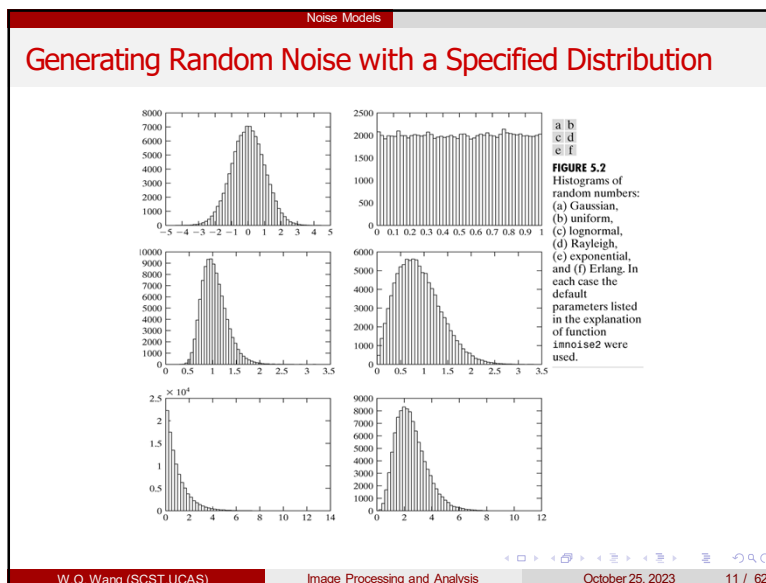 Noise Models
Generating Random Noise with a Specified Distribution
8000
7000
6000
5000
4000
3000
2000
1000
0
−5 −4 −3 −2 −1 0 1 2 3 4 5
2500
2000
1500
1000
500
0
0 0.1 0.2 0.3 0.4 0.5 0.6 0.7 0.8 0.9 1
10000
9000
8000
7000
6000
5000
4000
3000
2000
1000
0
0 0.5 1 1.5 2 2.5 3 3.5
6000
5000
4000
3000
2000
1000
0
0 0.5 1 1.5 2 2.5 3 3.5
× 10⁴
2.5
2
1.5
1
0.5
0
0 2 4 6 8 10 12 14
9000
8000
7000
6000
5000
4000
3000
2000
1000
0
0 2 4 6 8 10 12
a b
c d
e f
FIGURE 5.2
Histograms of
random numbers:
(a) Gaussian,
(b) uniform,
(c) lognormal,
(d) Rayleigh,
(e) exponential,
and (f) Erlang. In
each case the
default
parameters listed
in the explanation
of function
imnoise2 were
used.
W.Q. Wang (SCST UCAS) Image Processing and Analysis October 25, 2023 11 / 62